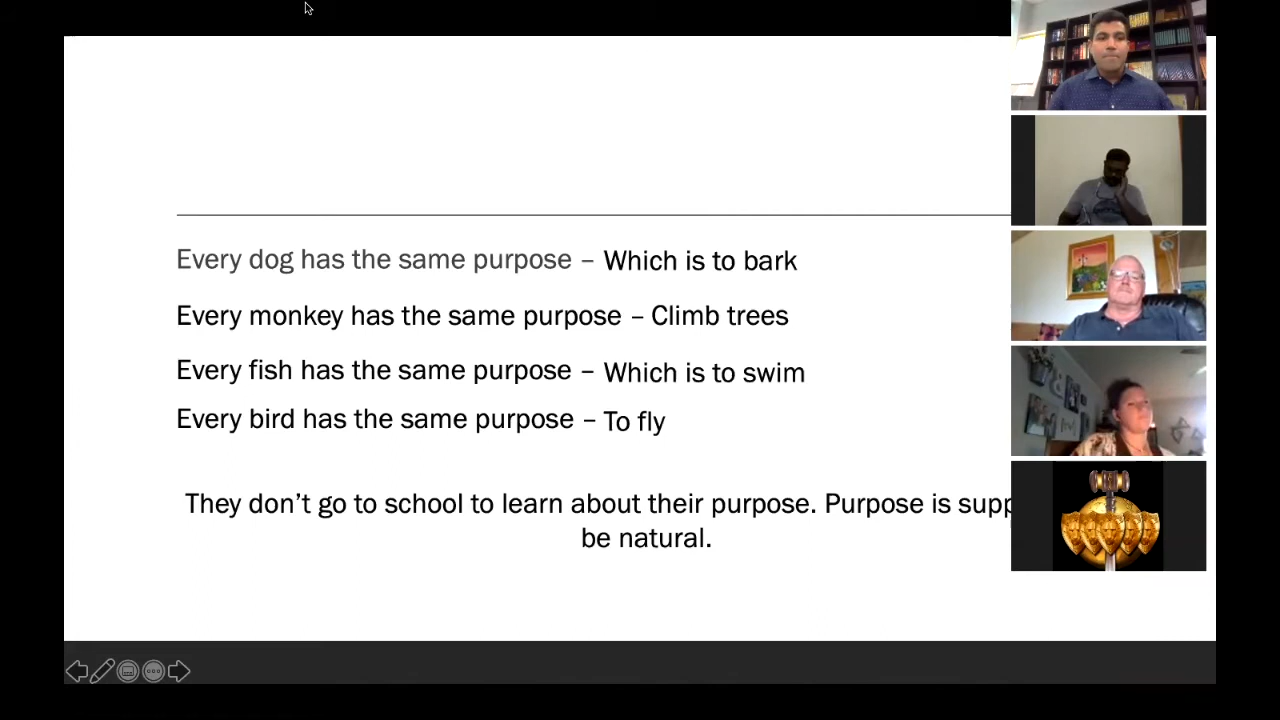 Every dog has the same purpose – Which is to bark
Every monkey has the same purpose – Climb trees
Every fish has the same purpose – Which is to swim
Every bird has the same purpose – To fly
They don’t go to school to learn about their purpose. Purpose is
be natural.